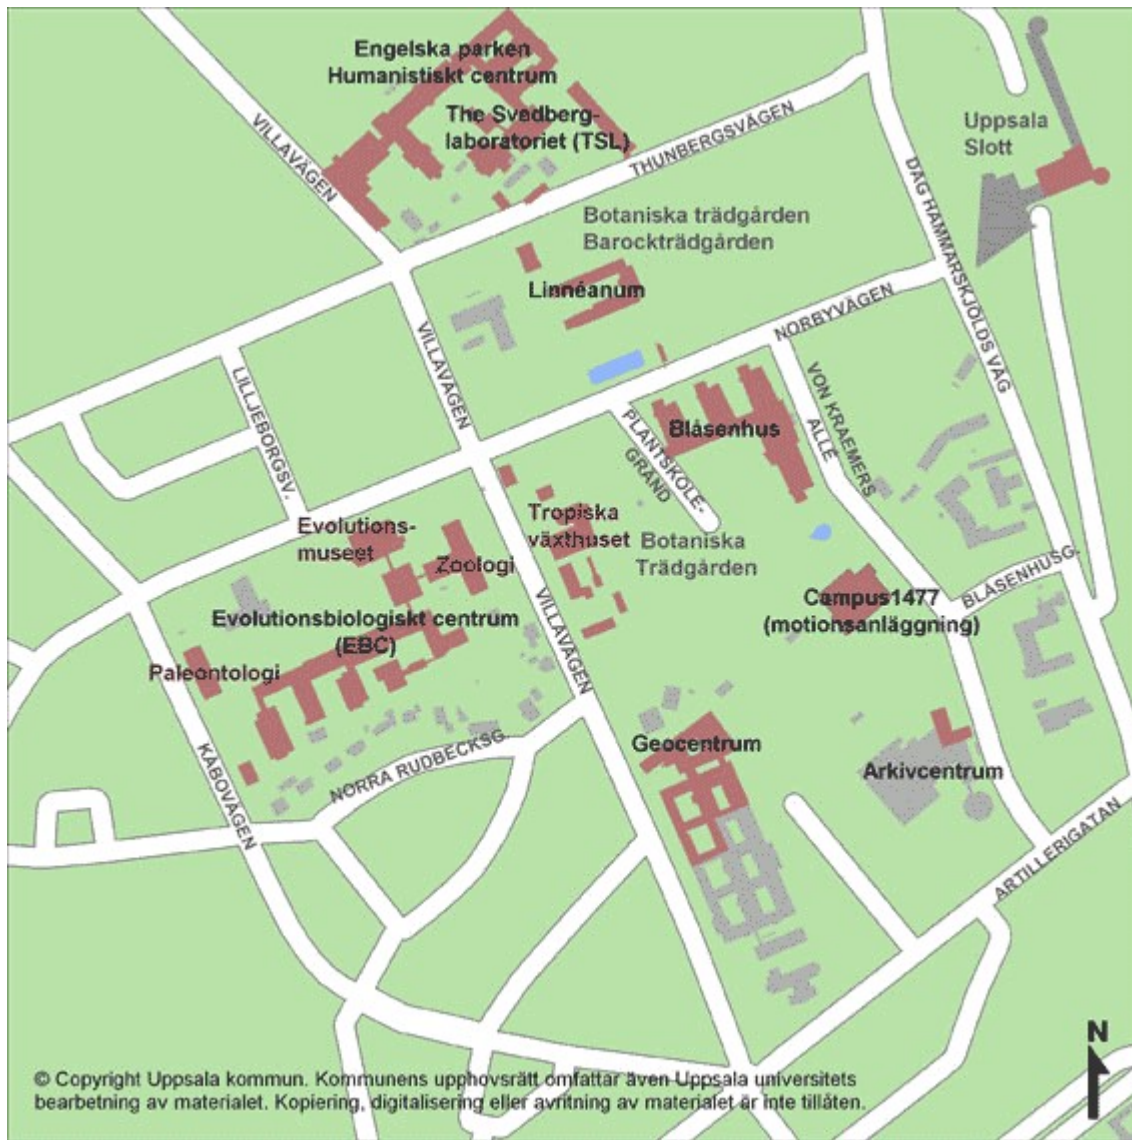 Engelska parken
Humanistiskt centrum
The Svedberg-
laboratoriet (TSL)
VILLAVÄGEN
THUNBERGSVÄGEN
Uppsala
Slott
DAG HAMMARSKJÖLDS VÄG
Botaniska trädgården
Barockträdgården
Linnéanum
NORBYVÄGEN
VILLAVÄGEN
LILLJEBORGSV.
PLANTSKOLE-
GRÄND
Blåsenhus
VON KRAEMERS
ALLÉ
Evolutions-
museet
Zoologi
Tropiska
växthuset
Botaniska
Trädgården
BLÅSENHUSG.
Campus1477
(motionsanläggning)
Evolutionsbiologiskt centrum
(EBC)
VILLAVÄGEN
Paleontologi
KÅBOVÄGEN
NORRA RUDBECKSG.
Geocentrum
Arkivcentrum
ARTILLERIGATAN
N
© Copyright Uppsala kommun. Kommunens upphovsrätt omfattar även Uppsala universitets
bearbetning av materialet. Kopiering, digitalisering eller avritning av materialet är inte tillåten.